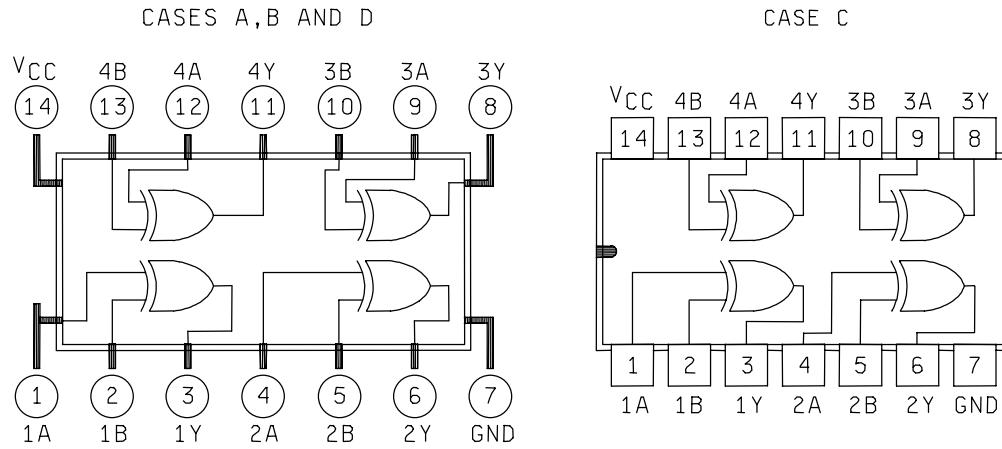 CASES A,B AND D
VCC 4B 4A 4Y 3B 3A 3Y
14 13 12 11 10 9 8
1 2 3 4 5 6 7
1A 1B 1Y 2A 2B 2Y GND
CASE C
VCC 4B 4A 4Y 3B 3A 3Y
14 13 12 11 10 9 8
1 2 3 4 5 6 7
1A 1B 1Y 2A 2B 2Y GND